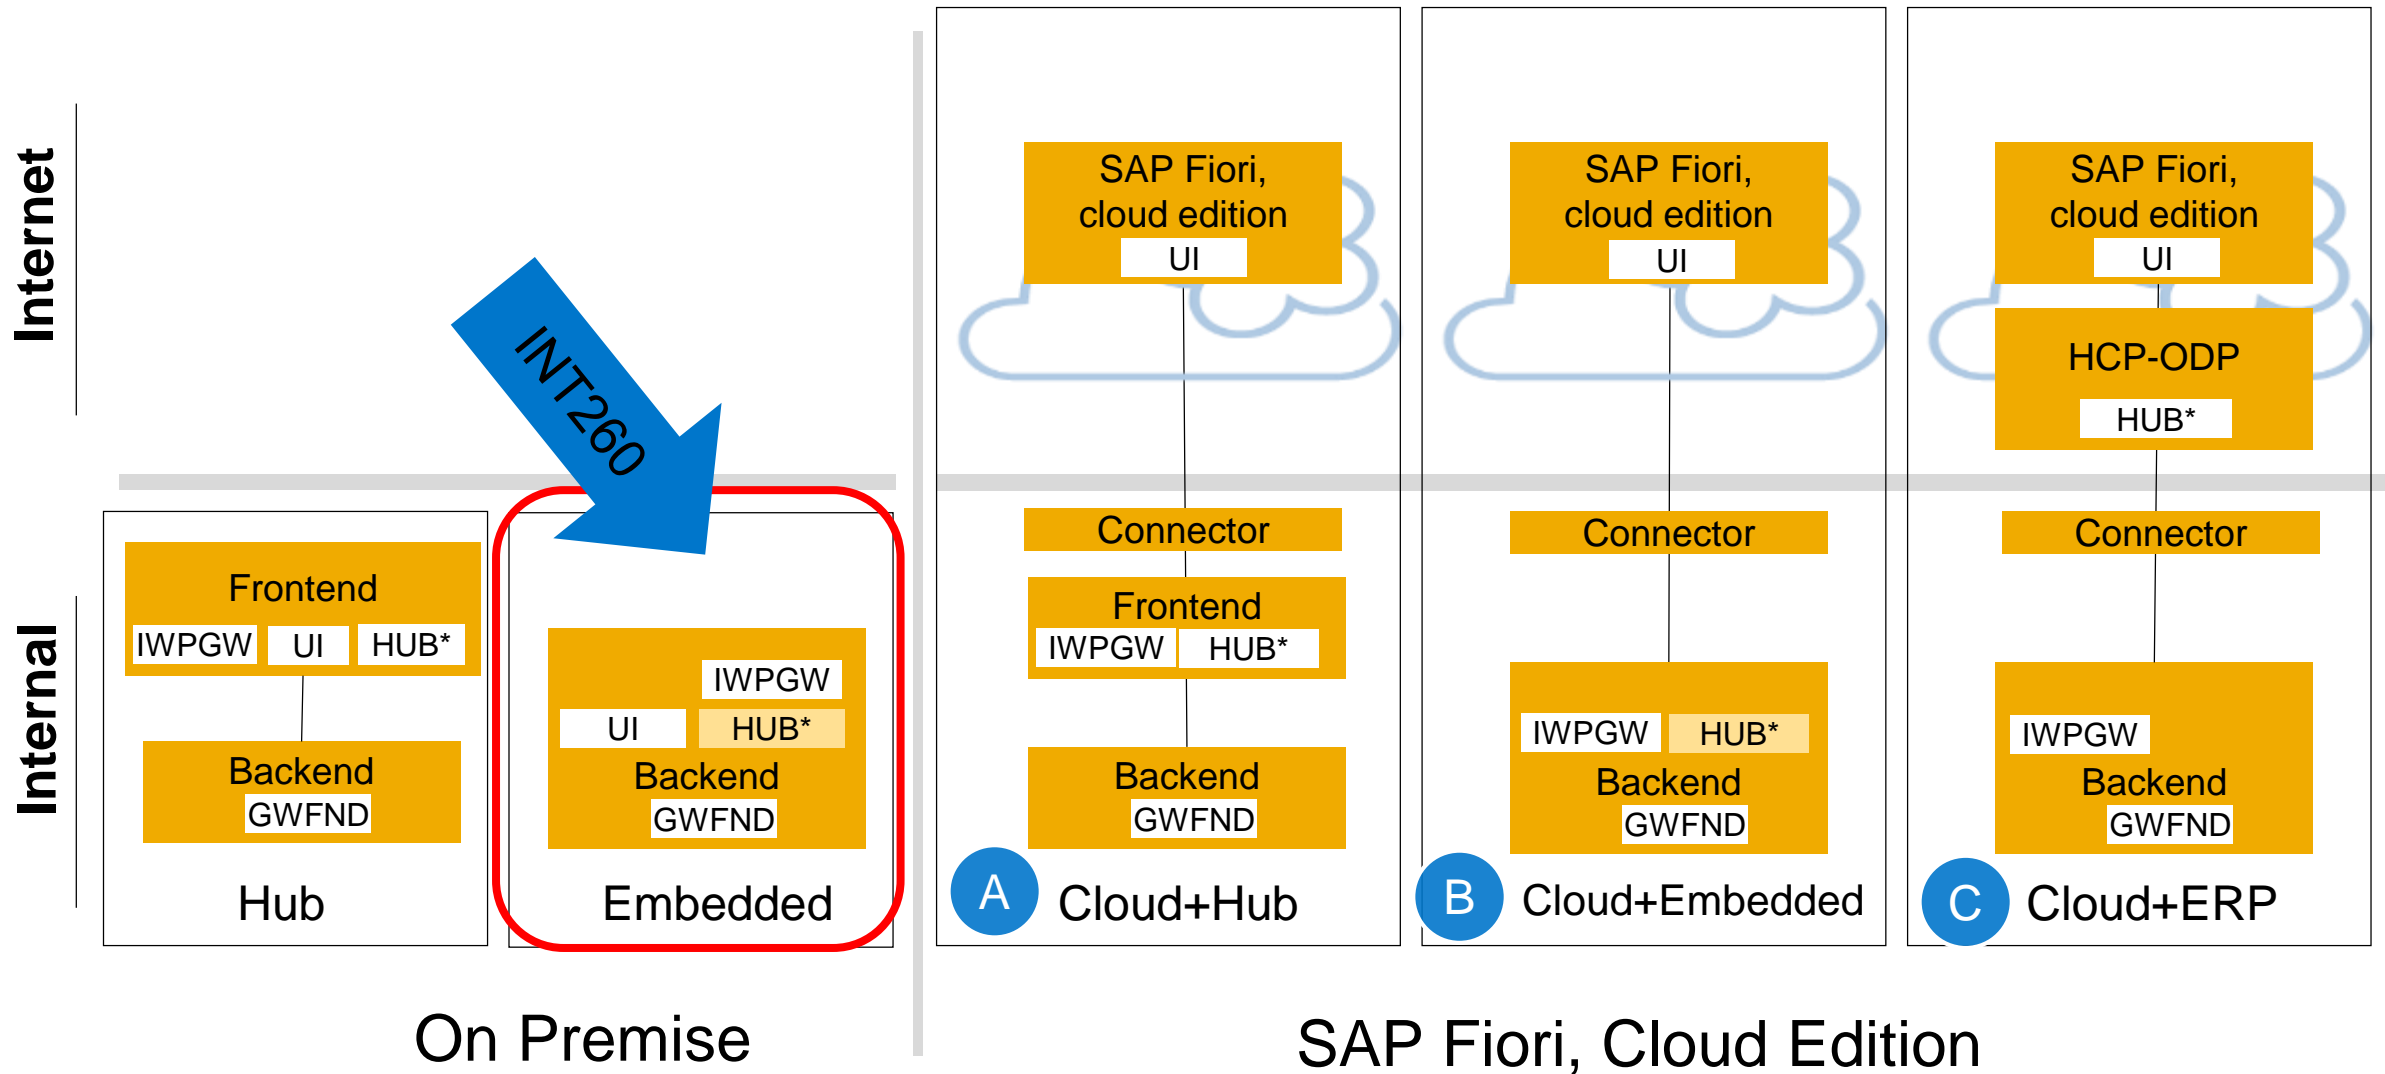 Internet
Internal
INT260
Frontend
IWPGW UI HUB*
Backend
GWFND
Hub
IWPGW
UI HUB*
Backend
GWFND
Embedded
On Premise
SAP Fiori,
cloud edition
UI
Connector
Frontend
IWPGW HUB*
Backend
GWFND
A Cloud+Hub
SAP Fiori,
cloud edition
UI
Connector
IWPGW HUB*
Backend
GWFND
B Cloud+Embedded
SAP Fiori,
cloud edition
UI
HCP-ODP
HUB*
Connector
IWPGW
Backend
GWFND
C Cloud+ERP
SAP Fiori, Cloud Edition